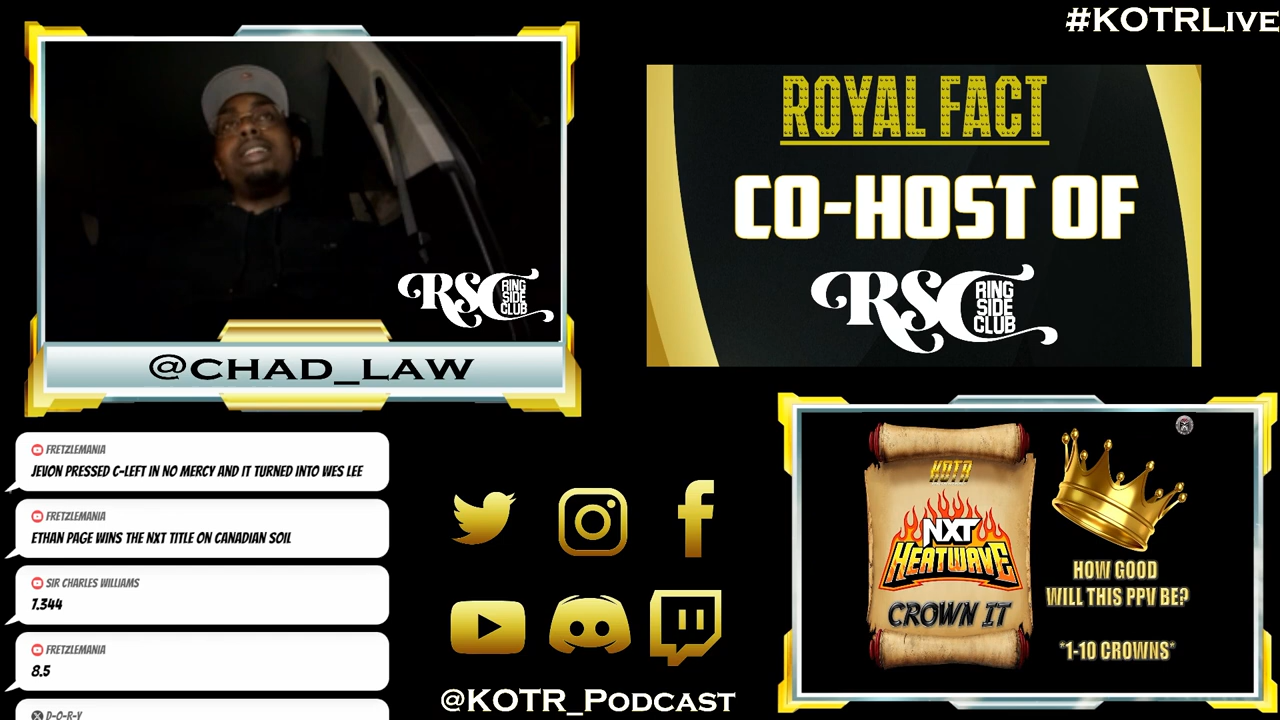 #KOTRLive
ROYAL FACT
CO-HOST OF
RSC RING SIDE CLUB
RSC RING SIDE CLUB
@CHAD_LAW
FRETZLEMANIA
JEVON PRESSED C-LEFT IN NO MERCY AND IT TURNED INTO WES LEE
FRETZLEMANIA
ETHAN PAGE WINS THE NXT TITLE ON CANADIAN SOIL
SIR CHARLES WILLIAMS
7.344
FRETZLEMANIA
8.5
D-O-R-Y
@KOTR_Podcast
KOTR
NXT
HEATWAVE
CROWN IT
HOW GOOD
WILL THIS PPV BE?
*1-10 CROWNS*